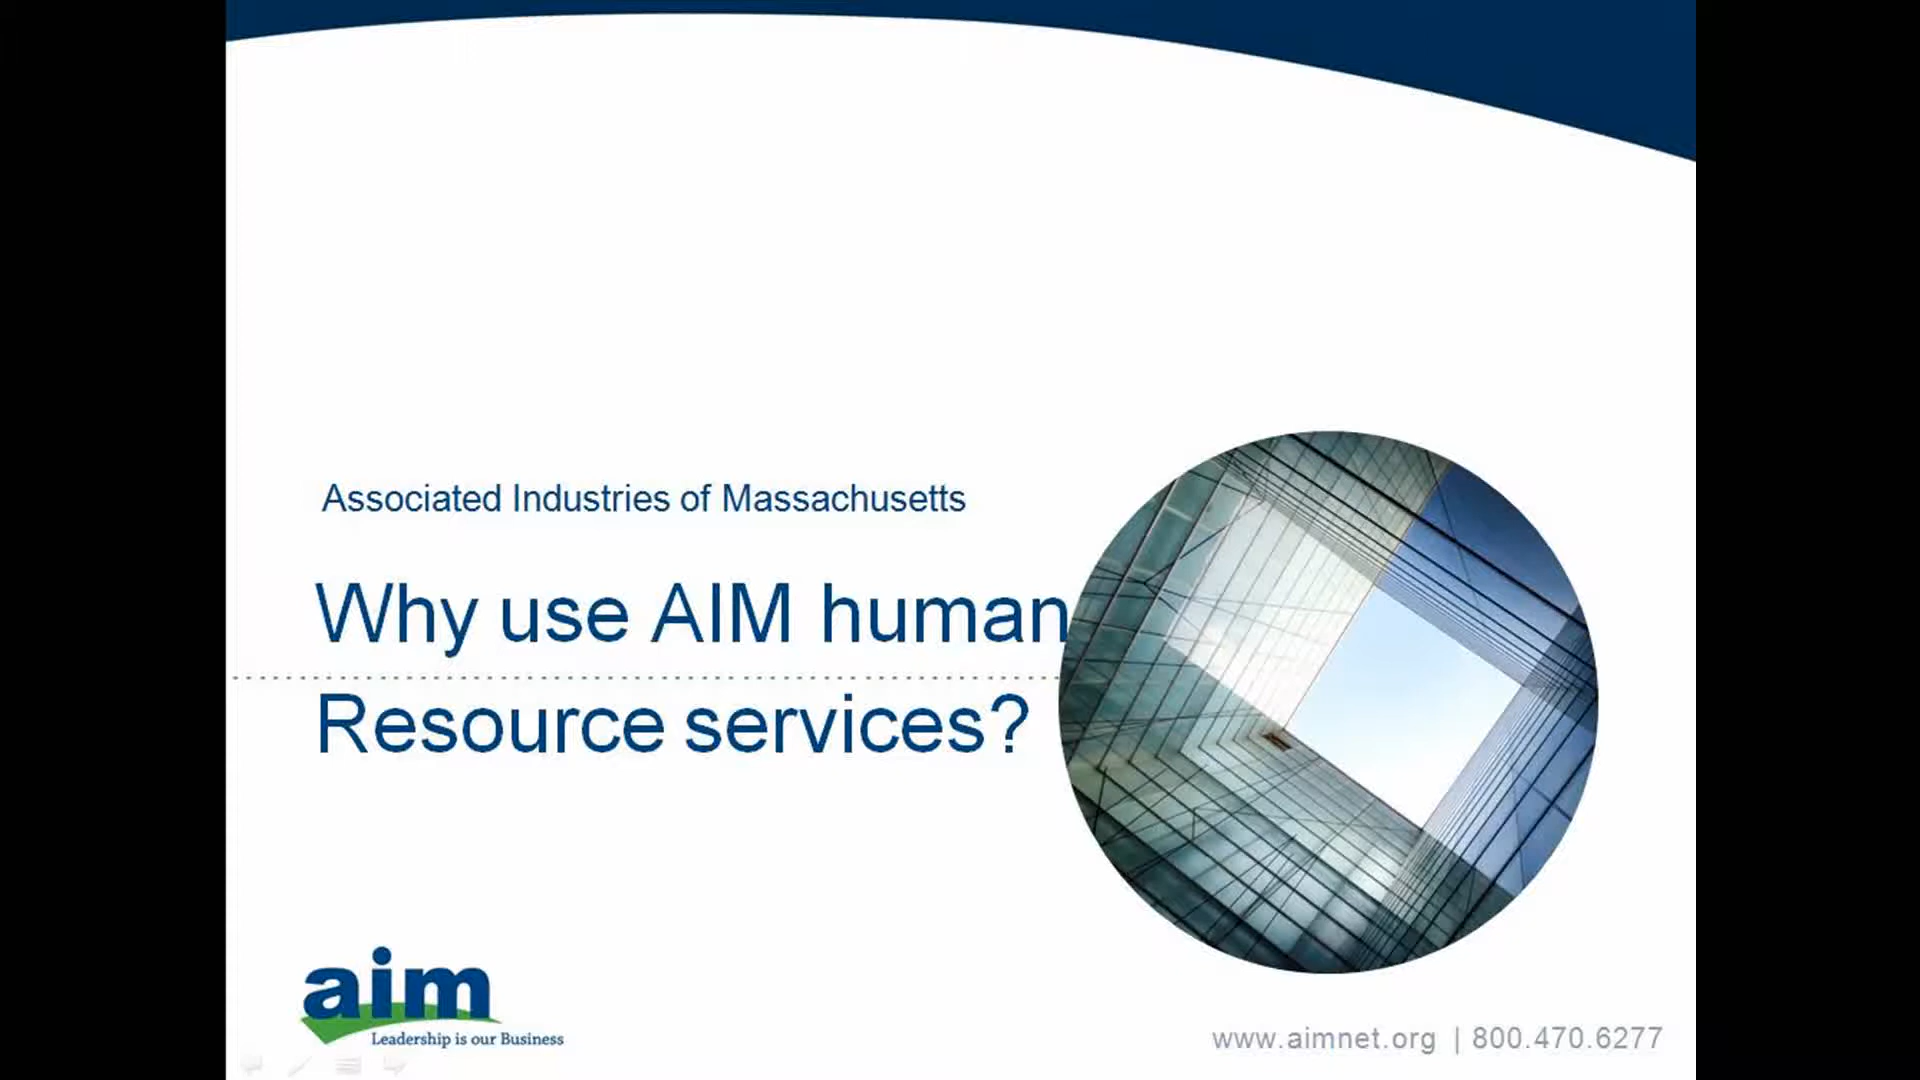 Associated Industries of Massachusetts
Why use AIM human
Resource services?
aim
Leadership is our Business
www.aimnet.org | 800.470.6277